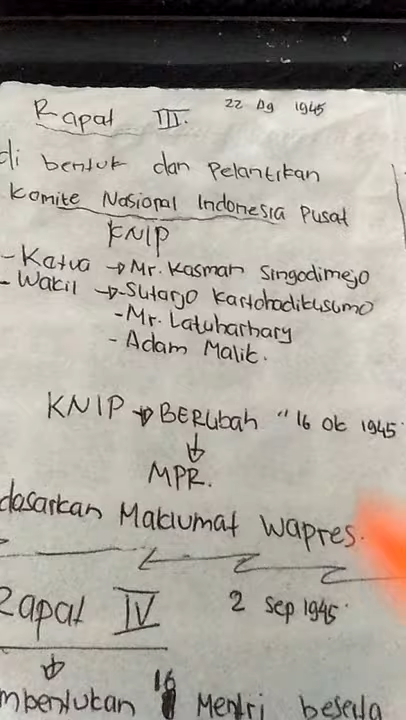 Rapat III. 22 Ag 1945
di bentuk dan Pelantikan
Komite Nasional Indonesia Pusat
KNIP
- Katua → Mr. Kasman Singodimejo
- Wakil → - Sutarjo Kartohadikusumo
- Mr. Latuharhary
- Adam Malik.
KNIP → BERUbah " 16 ok 1945
↓
MPR.
dasarkan Maklumat Wapres.
Rapat IV 2 Sep 1945
↓
mbentukan 16 Mentri beserta